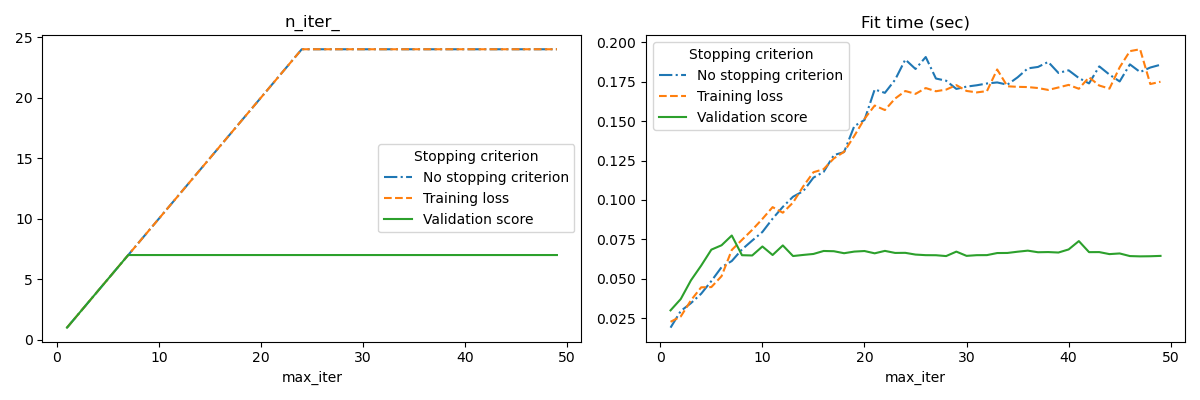 n_iter_
25
20
15
10
5
0
Stopping criterion
No stopping criterion
Training loss
Validation score
0 10 20 30 40 50
max_iter
Fit time (sec)
0.200
0.175
0.150
0.125
0.100
0.075
0.050
0.025
Stopping criterion
No stopping criterion
Training loss
Validation score
0 10 20 30 40 50
max_iter